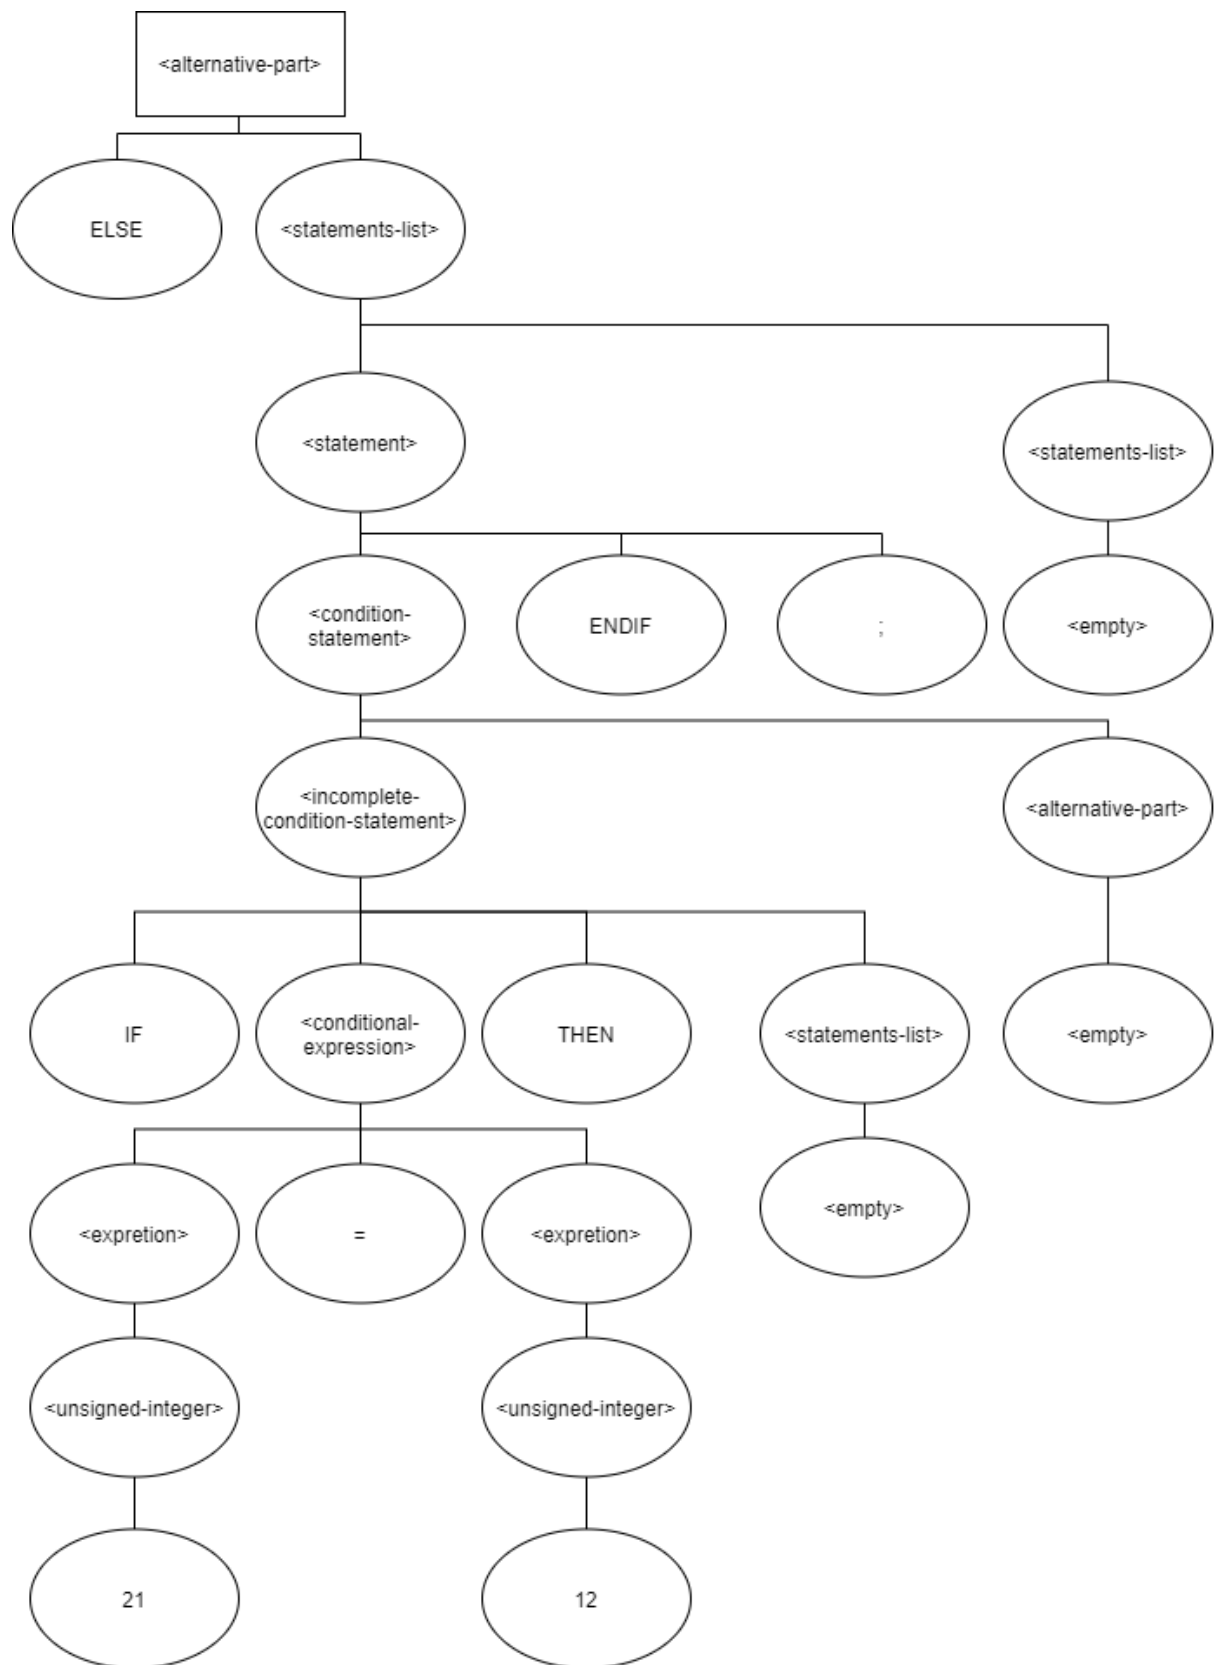 <alternative-part>
ELSE
<statements-list>
<statement>
<statements-list>
<condition-
statement>
ENDIF
;
<empty>
<incomplete-
condition-statement>
<alternative-part>
IF
<conditional-
expression>
THEN
<statements-list>
<empty>
<expretion>
=
<expretion>
<empty>
<unsigned-integer>
<unsigned-integer>
21
12